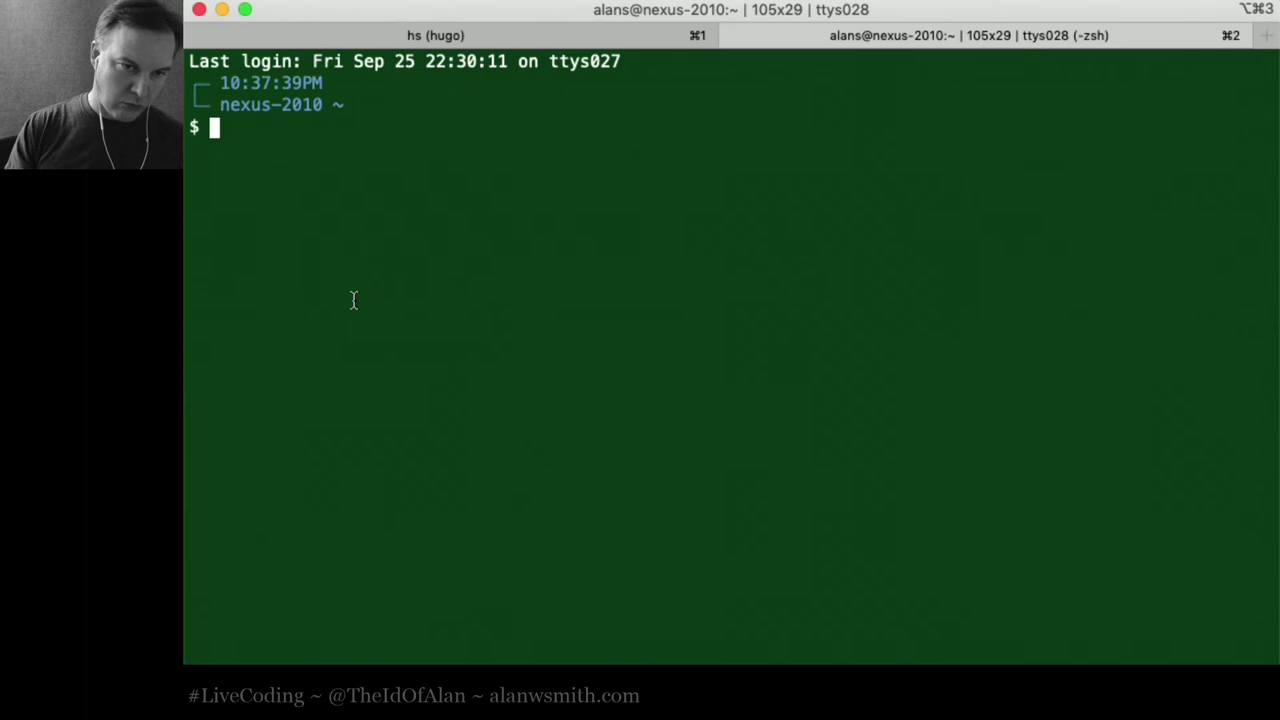 alans@nexus-2010:~ | 105x29 | ttys028
⌥⌘3
hs (hugo)
⌘1
alans@nexus-2010:~ | 105x29 | ttys028 (-zsh)
⌘2
Last login: Fri Sep 25 22:30:11 on ttys027
10:37:39PM
nexus-2010 ~
$
#LiveCoding ~ @TheIdOfAlan ~ alanwsmith.com